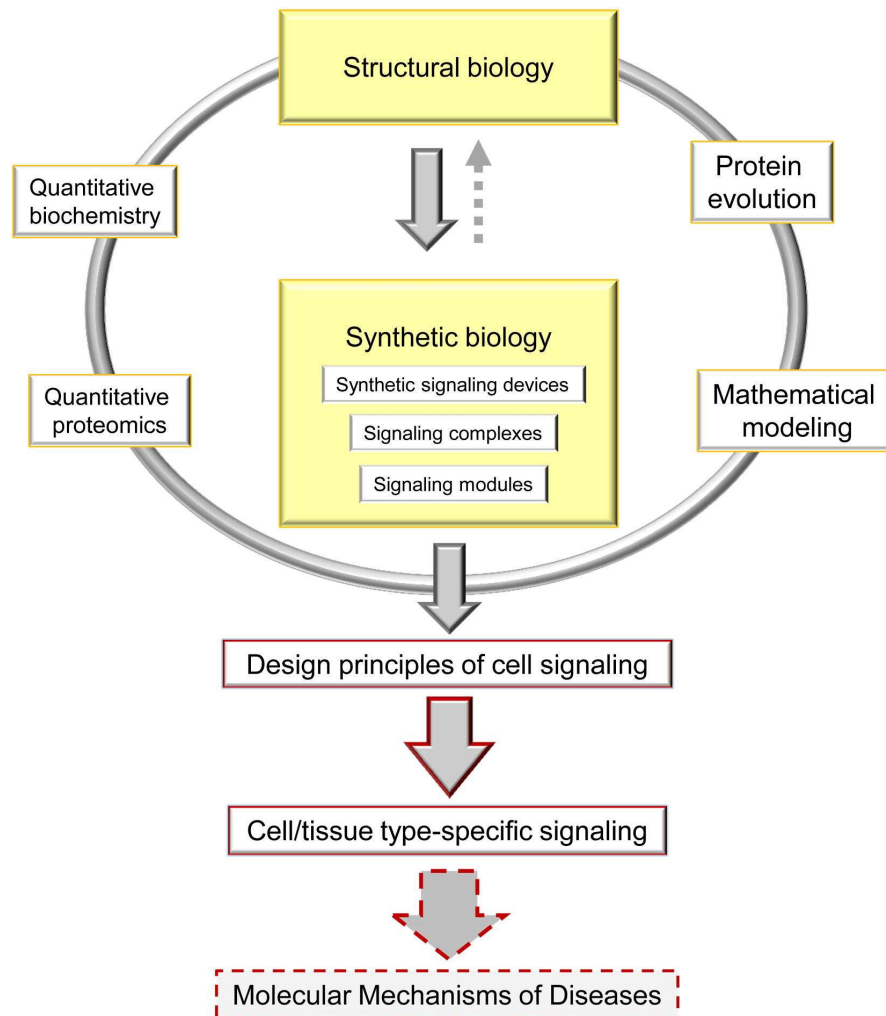 Structural biology
Quantitative
biochemistry
Protein
evolution
Synthetic biology
Synthetic signaling devices
Signaling complexes
Signaling modules
Quantitative
proteomics
Mathematical
modeling
Design principles of cell signaling
Cell/tissue type-specific signaling
Molecular Mechanisms of Diseases